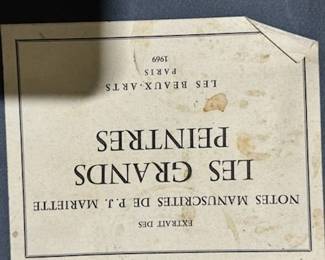 EXTRAIT DES
NOTES MANUSCRITES DE P. J. MARIETTE
LES GRANDS
PEINTRES
LES BEAUX-ARTS
PARIS
1969